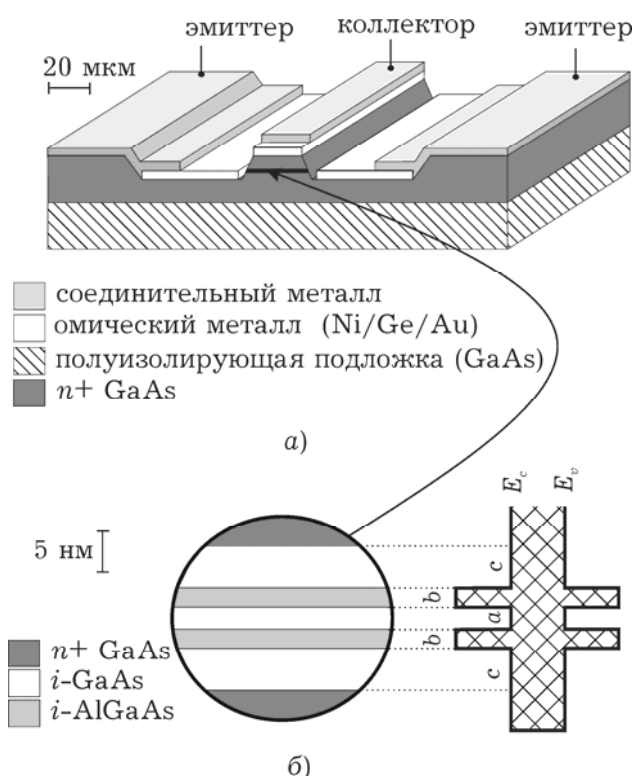 эмиттер коллектор эмиттер
20 мкм
соединительный металл
омический металл (Ni/Ge/Au)
полуизолирующая подложка (GaAs)
n+ GaAs
а)
E_c E_v
5 нм
c
b
a
b
c
n+ GaAs
i-GaAs
i-AlGaAs
б)